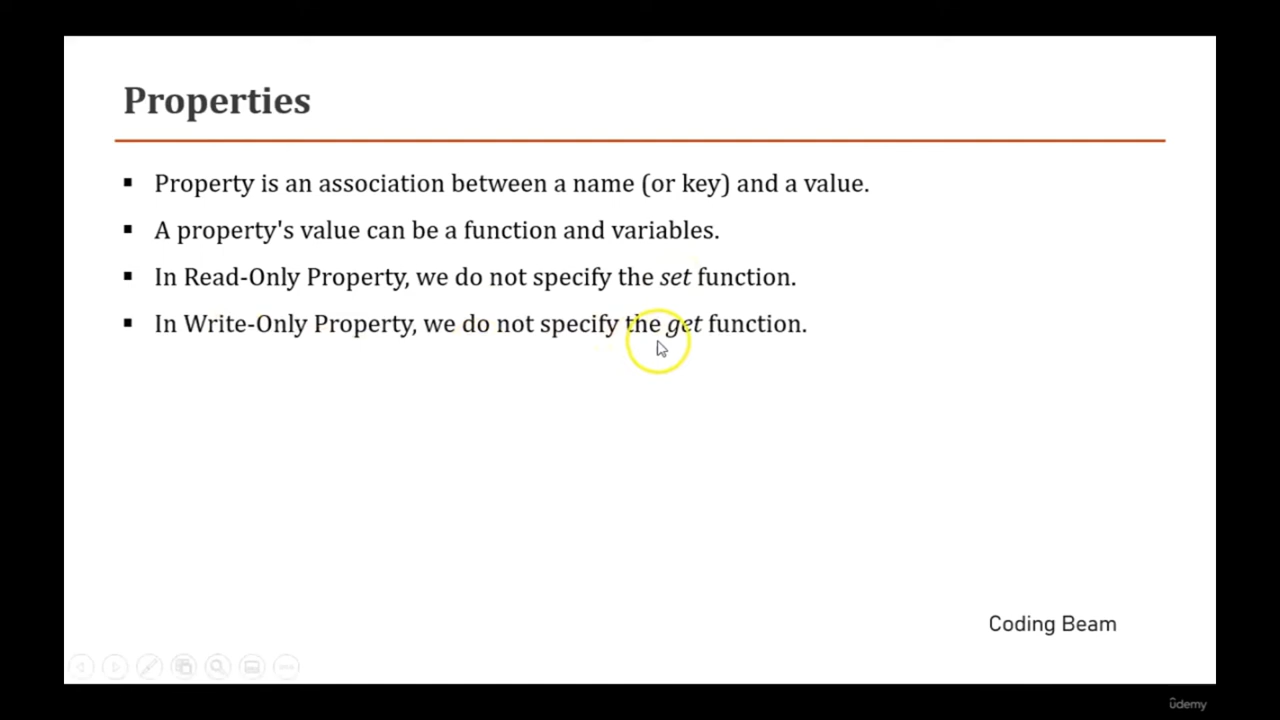 Properties
▪ Property is an association between a name (or key) and a value.
▪ A property's value can be a function and variables.
▪ In Read-Only Property, we do not specify the set function.
▪ In Write-Only Property, we do not specify the get function.
Coding Beam
ûdemy